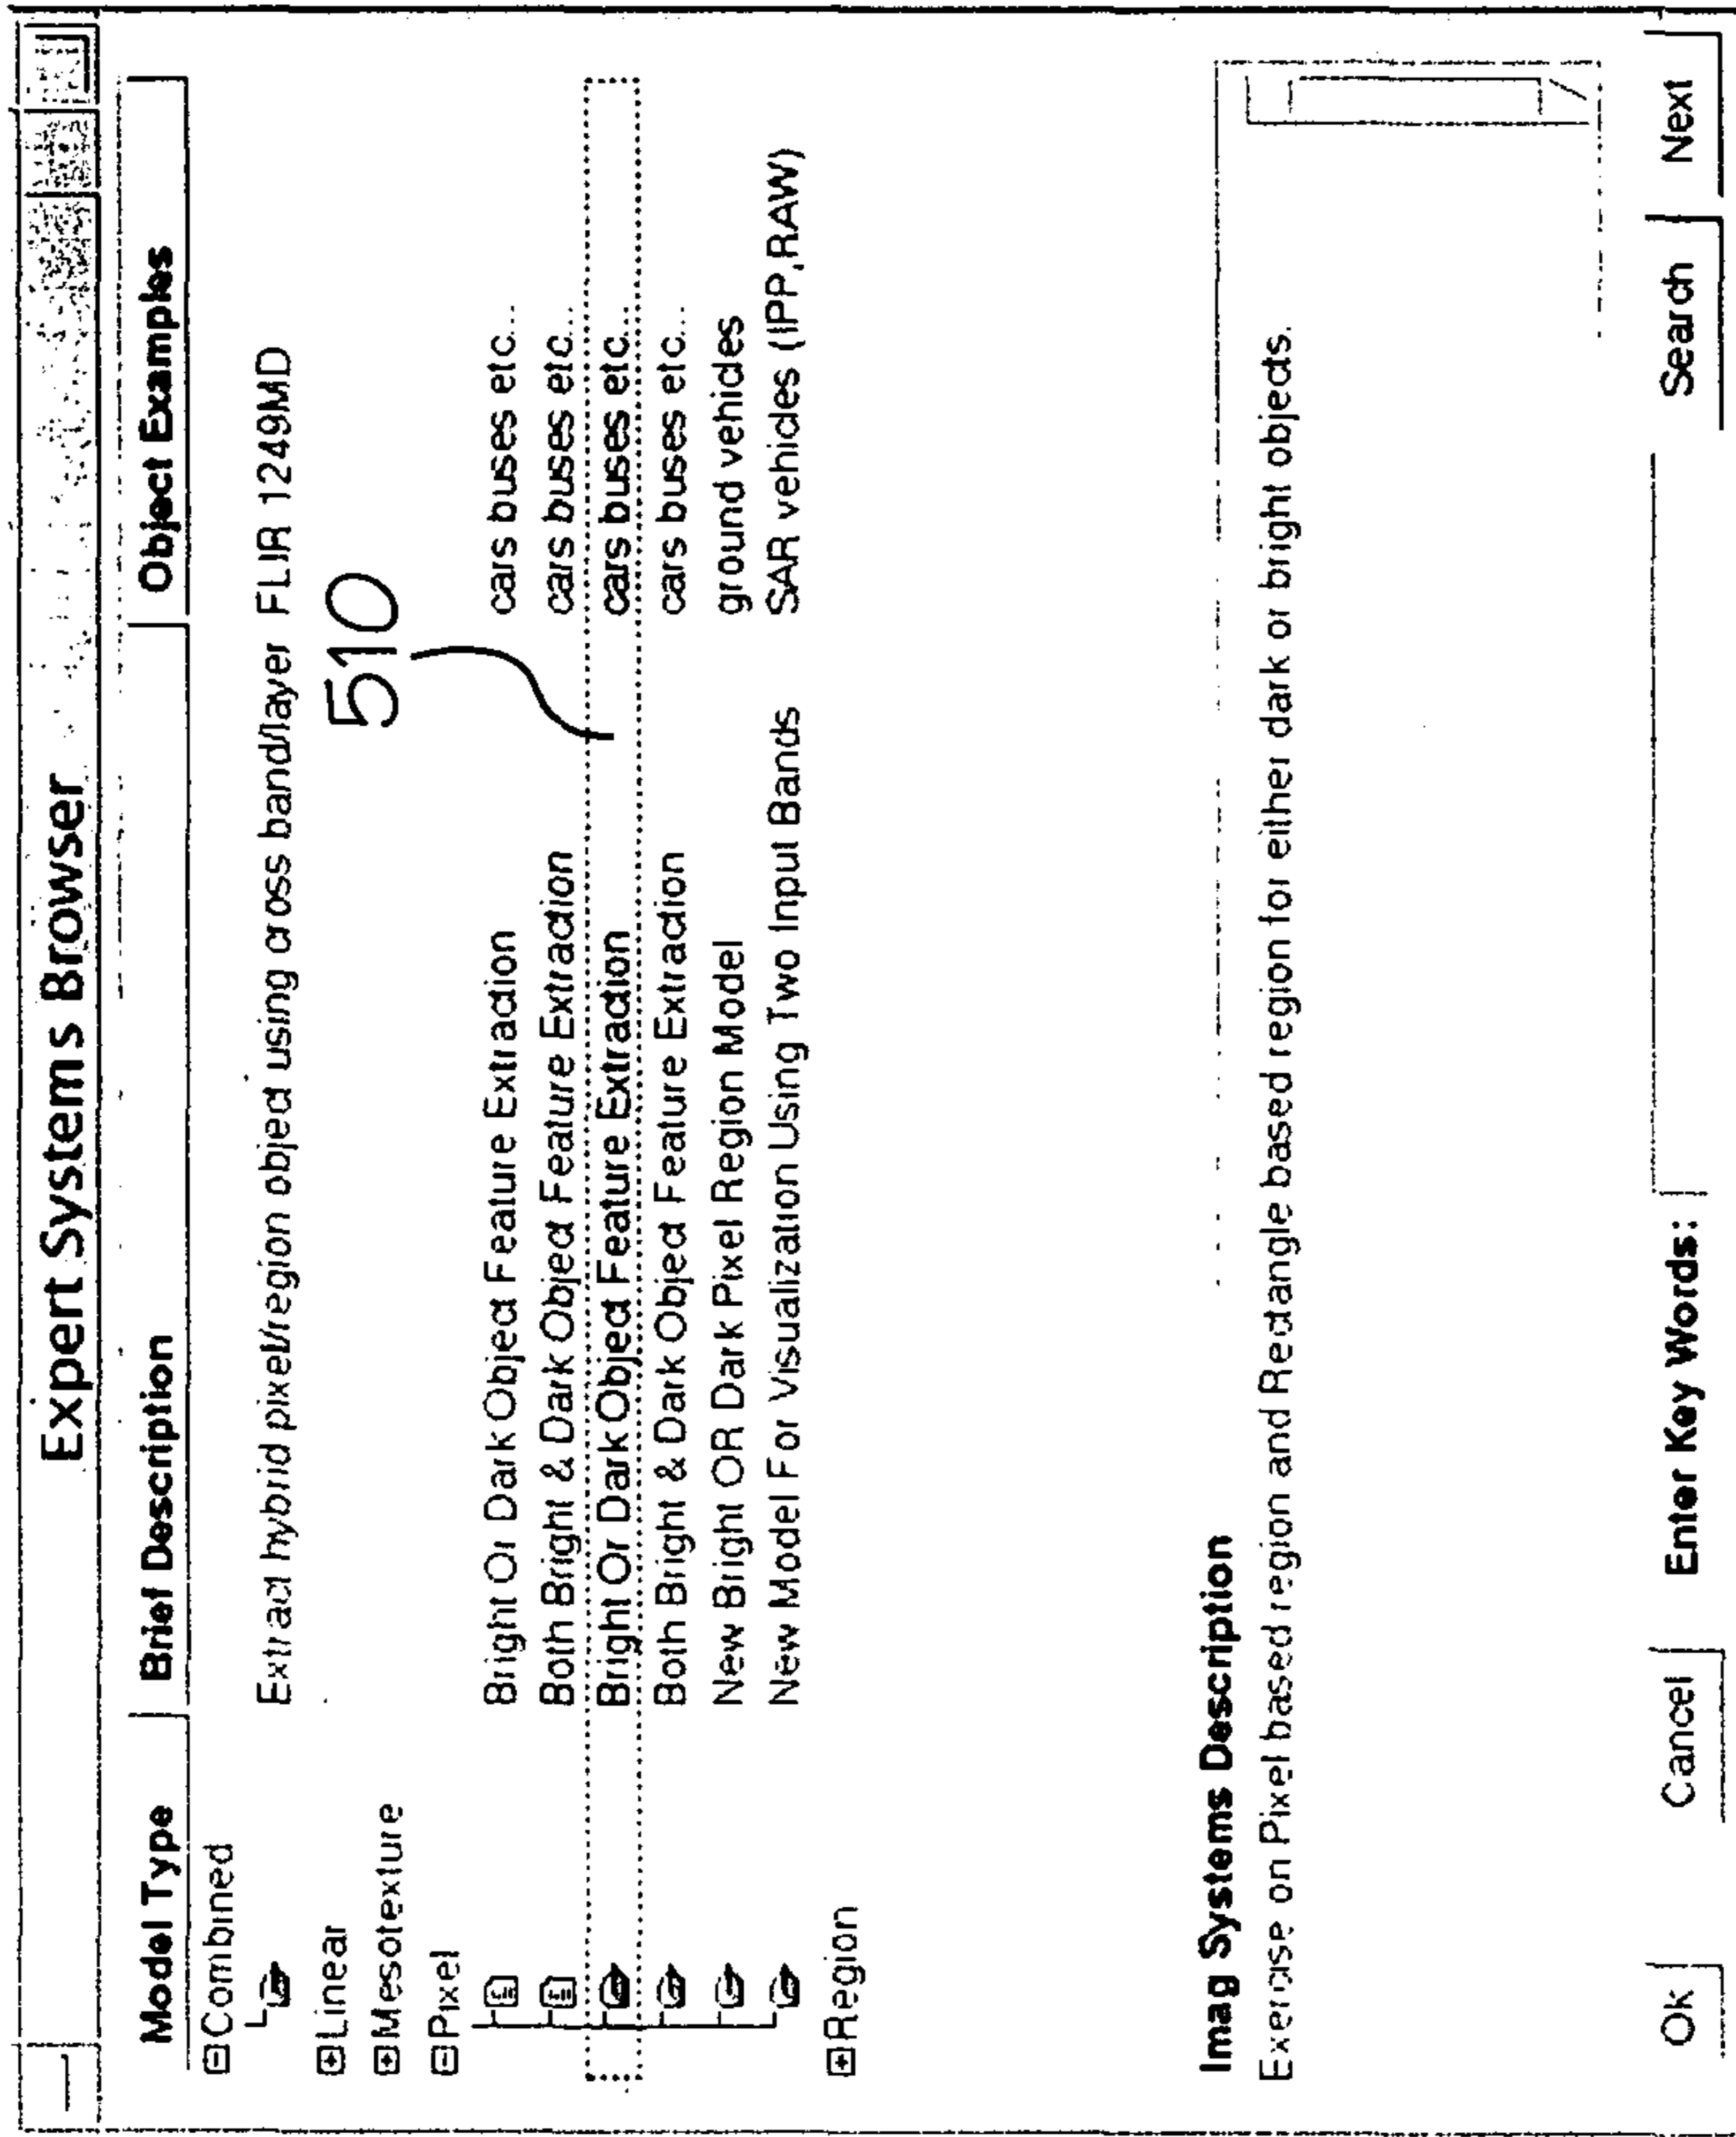 Expert Systems Browser
Model Type Brief Description Object Examples
Combined
Extract hybrid pixel/region object using cross band/layer FLIR 1249MD
Linear
510
Mesotexture
Pixel
Bright Or Dark Object Feature Extraction cars buses etc...
Both Bright & Dark Object Feature Extraction cars buses etc...
Bright Or Dark Object Feature Extraction cars buses etc...
Both Bright & Dark Object Feature Extraction cars buses etc...
New Bright OR Dark Pixel Region Model ground vehicles
New Model For Visualization Using Two Input Bands SAR vehicles (IPP,RAW)
Region
Imag Systems Description
Exercise on Pixel based region and Rectangle based region for either dark or bright objects.
Ok Cancel Enter Key Words: Search Next